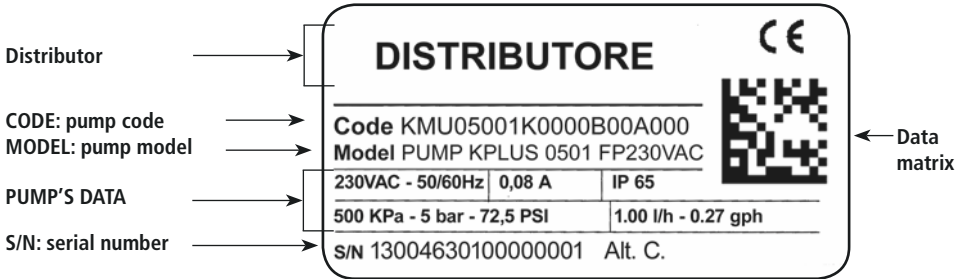 Distributor
DISTRIBUTORE
CE
CODE: pump code
Code KMU05001K0000B00A000
MODEL: pump model
Model PUMP KPLUS 0501 FP230VAC
Data
matrix
PUMP'S DATA
230VAC - 50/60Hz 0,08 A IP 65
500 KPa - 5 bar - 72,5 PSI 1.00 l/h - 0.27 gph
S/N: serial number
S/N 13004630100000001 Alt. C.